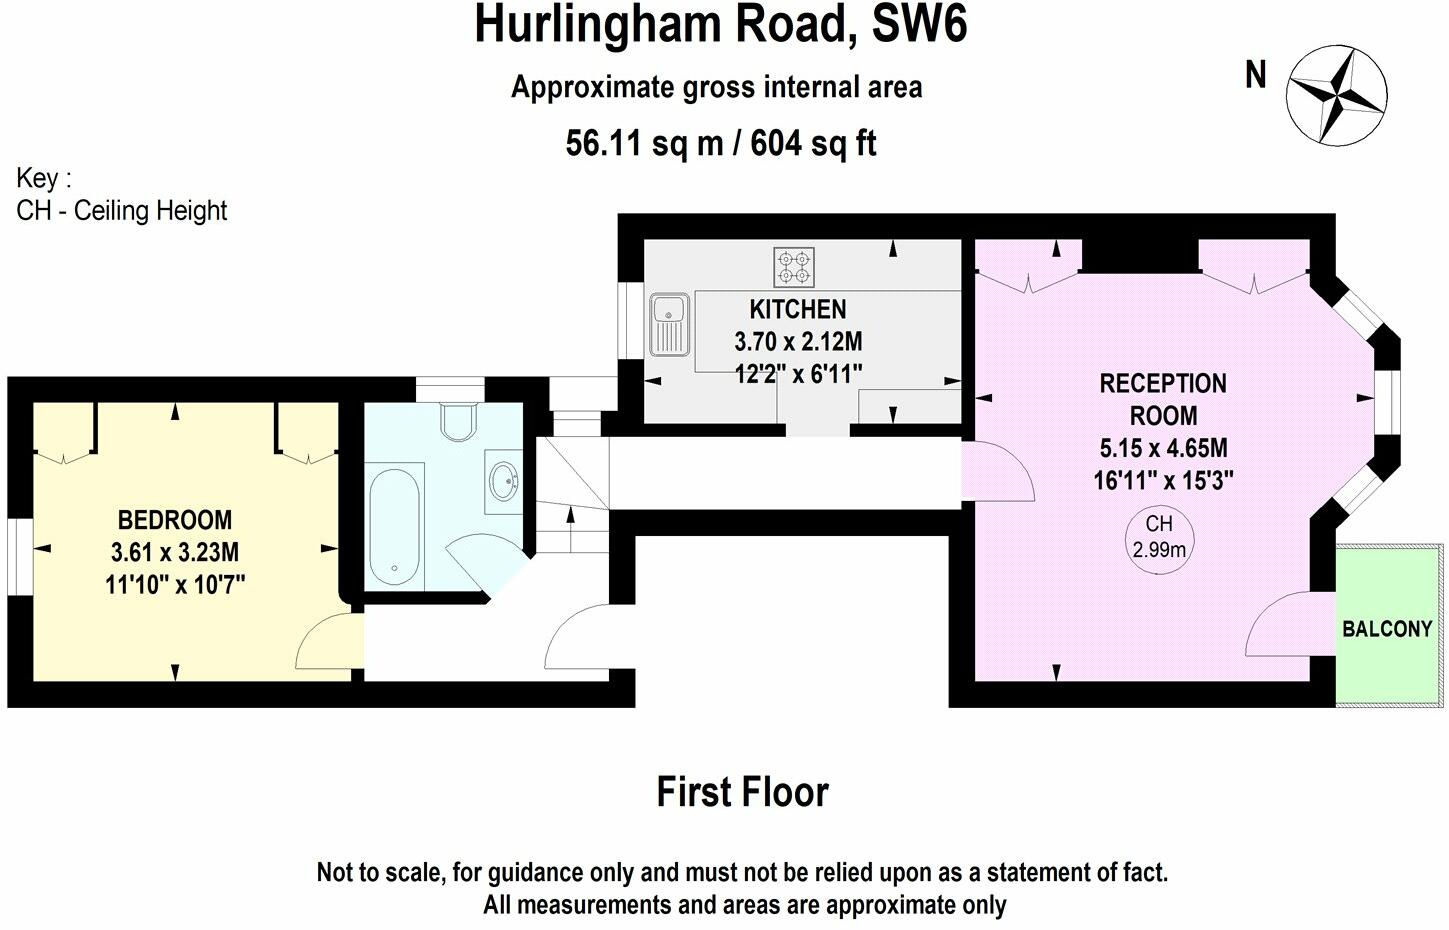 Hurlingham Road, SW6
Approximate gross internal area
56.11 sq m / 604 sq ft
N
Key :
CH - Ceiling Height
KITCHEN
3.70 x 2.12M
12'2" x 6'11"
RECEPTION
ROOM
5.15 x 4.65M
16'11" x 15'3"
CH
2.99m
BEDROOM
3.61 x 3.23M
11'10" x 10'7"
BALCONY
First Floor
Not to scale, for guidance only and must not be relied upon as a statement of fact.
All measurements and areas are approximate only